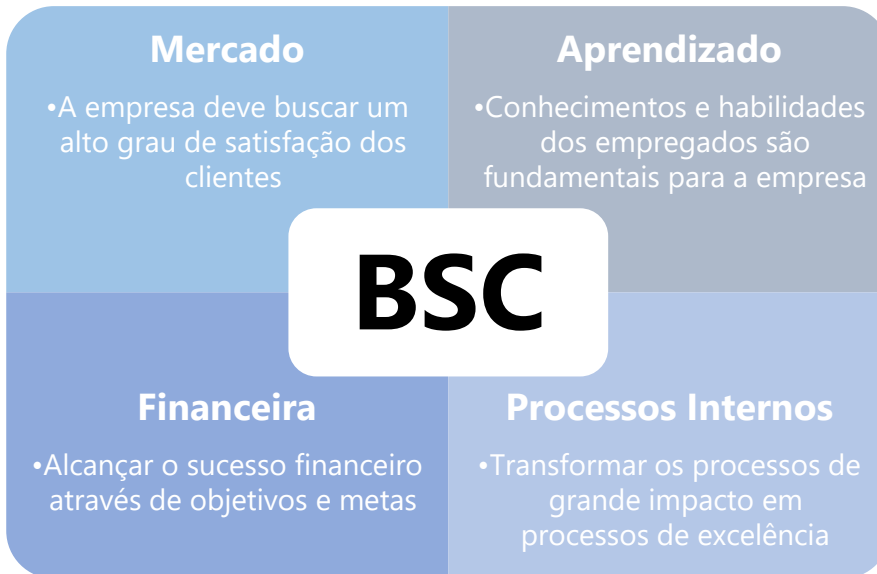 Mercado
•A empresa deve buscar um
alto grau de satisfação dos
clientes
Aprendizado
•Conhecimentos e habilidades
dos empregados são
fundamentais para a empresa
BSC
Financeira
•Alcançar o sucesso financeiro
através de objetivos e metas
Processos Internos
•Transformar os processos de
grande impacto em
processos de excelência